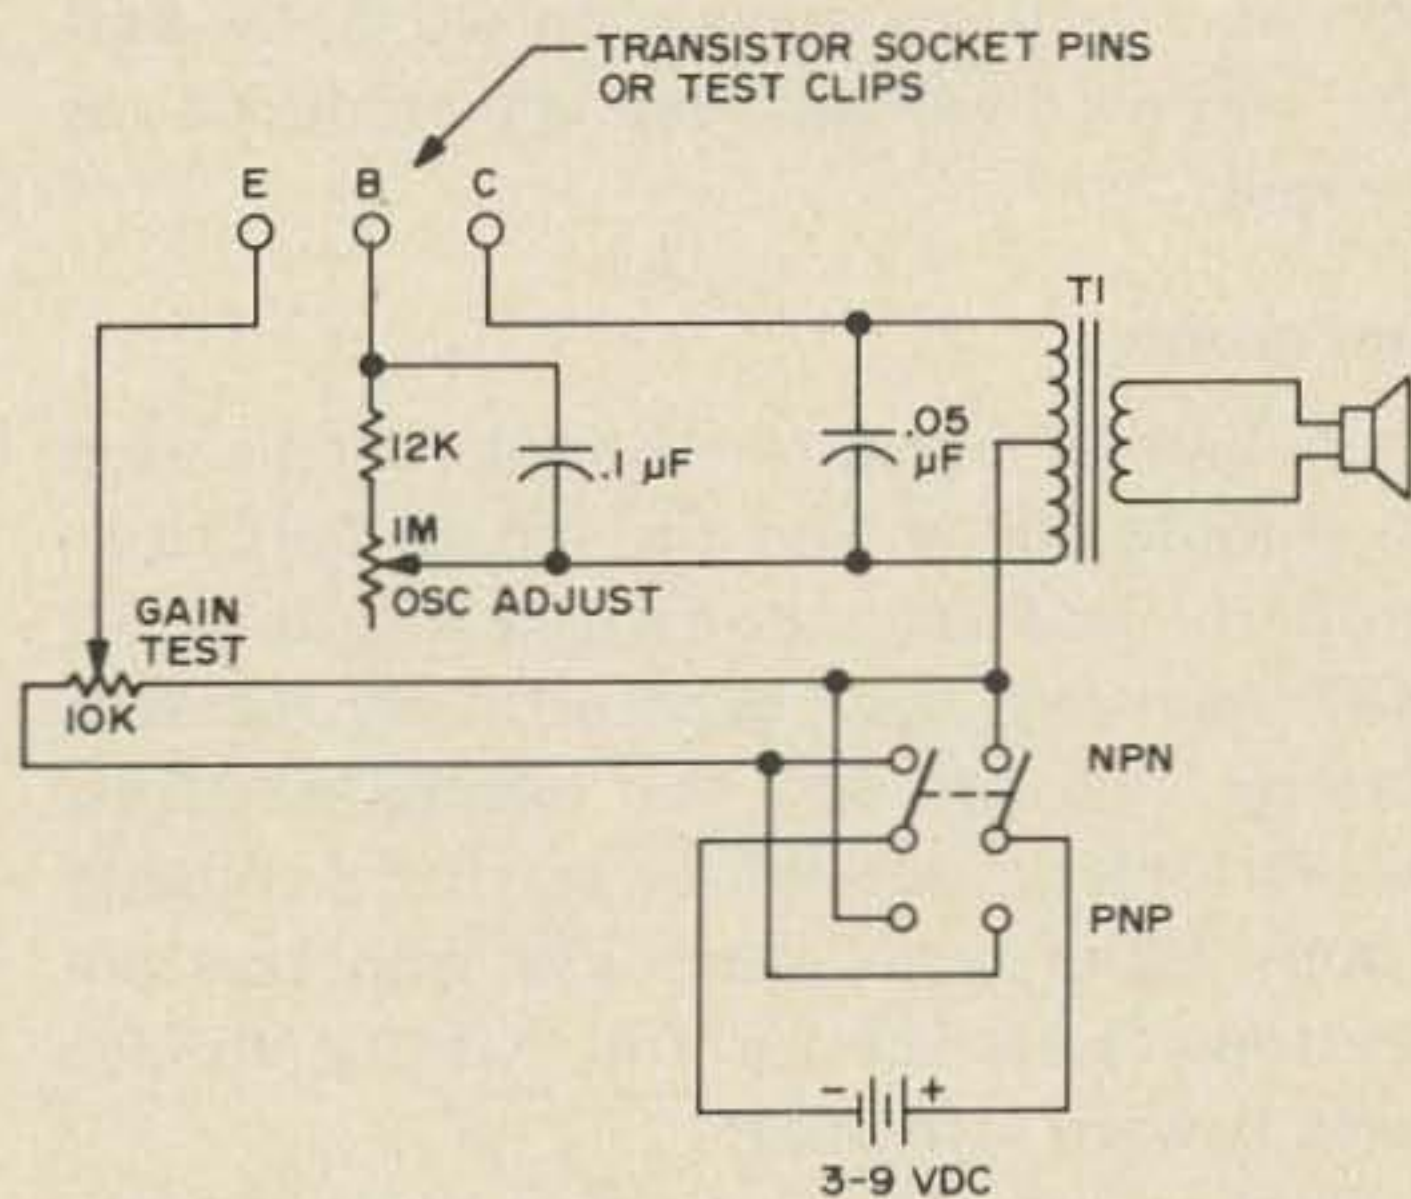 TRANSISTOR SOCKET PINS
OR TEST CLIPS
E B C
T1
12K
.1 µF
.05
µF
1M
OSC ADJUST
GAIN
TEST
10K
NPN
PNP
- +
3-9 VDC